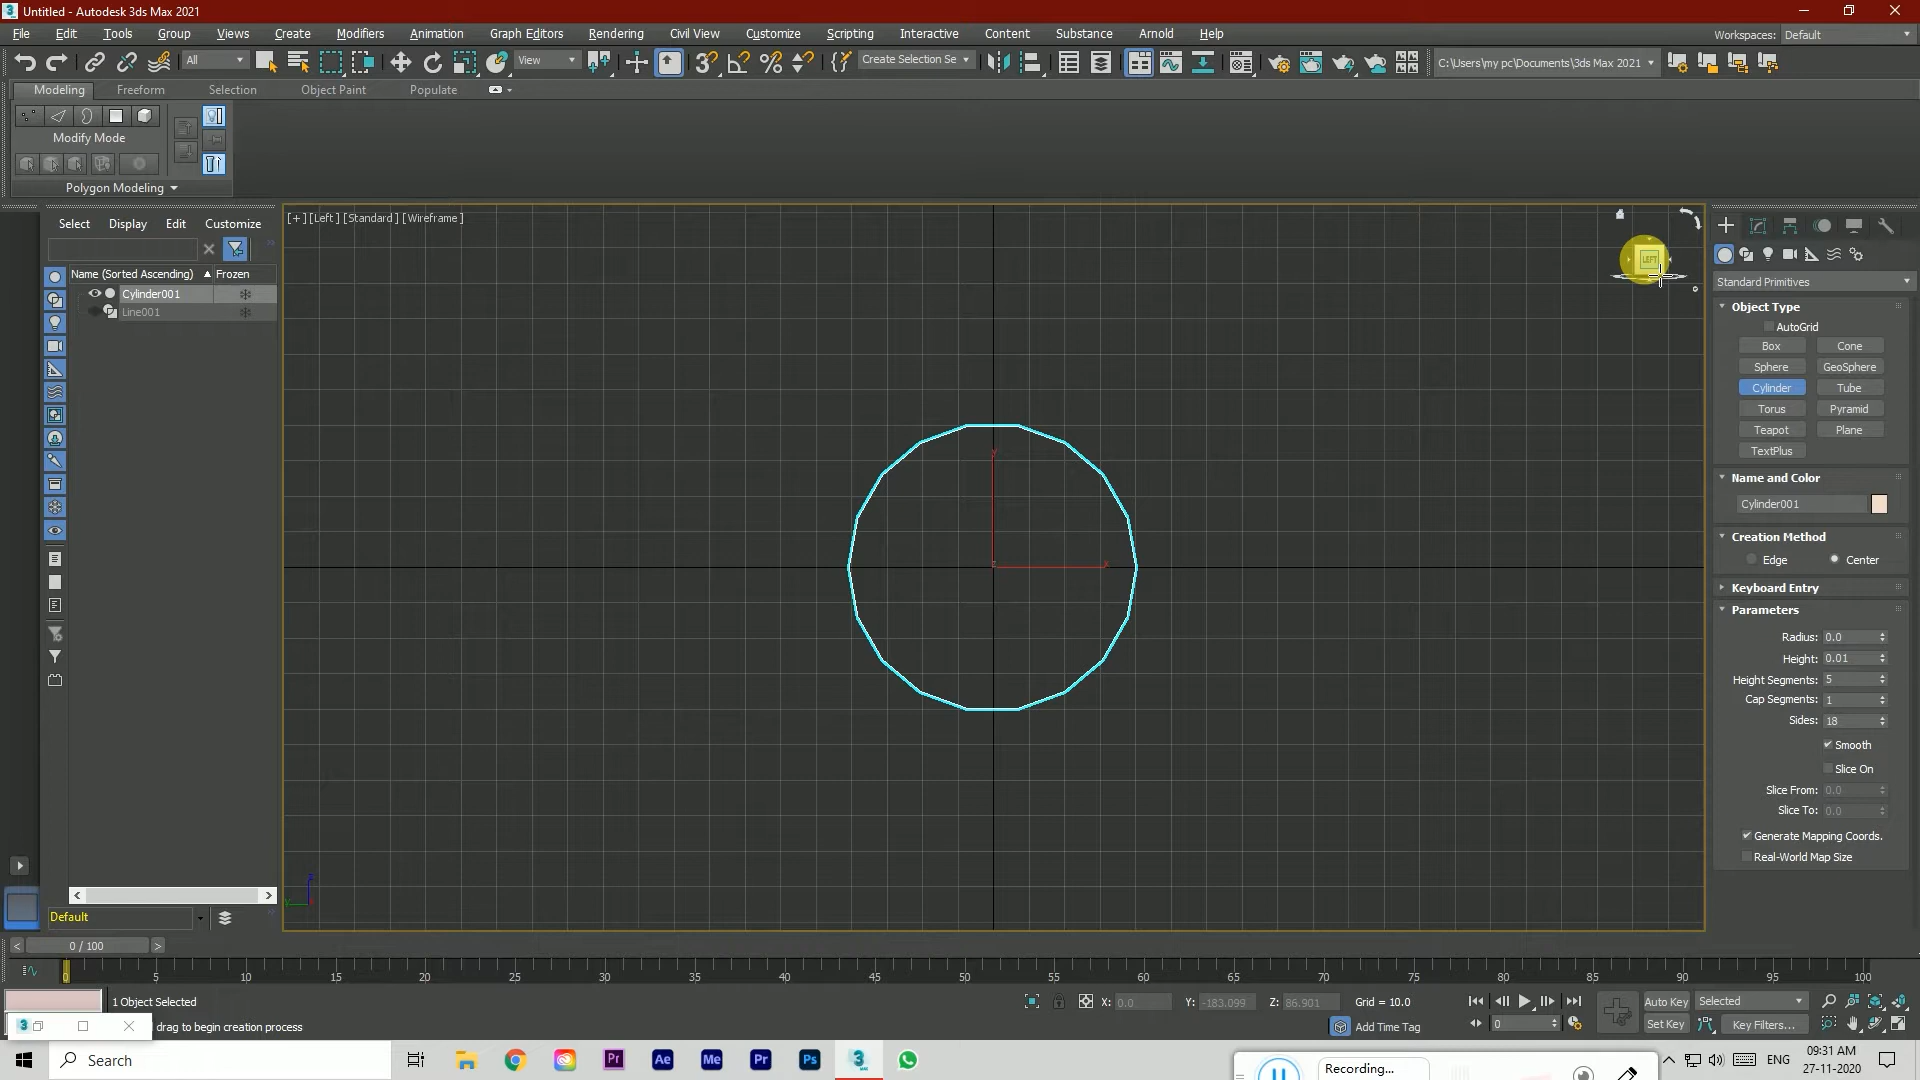 Untitled - Autodesk 3ds Max 2021
File Edit Tools Group Views Create Modifiers Animation Graph Editors Rendering Civil View Customize Scripting Interactive Content Substance Arnold Help
Workspaces: Default
All View Create Selection Se C:\Users\my pc\Documents\3ds Max 2021
Modeling Freeform Selection Object Paint Populate
Modify Mode
Polygon Modeling
Select Display Edit Customize
Name (Sorted Ascending) Frozen
Cylinder001
Line001
Default
[+] [Left] [Standard] [Wireframe]
LEFT
Standard Primitives
Object Type
AutoGrid
Box Cone
Sphere GeoSphere
Cylinder Tube
Torus Pyramid
Teapot Plane
TextPlus
Name and Color
Cylinder001
Creation Method
Edge Center
Keyboard Entry
Parameters
Radius: 0.0
Height: 0.01
Height Segments: 5
Cap Segments: 1
Sides: 18
Smooth
Slice On
Slice From: 0.0
Slice To: 0.0
Generate Mapping Coords.
Real-World Map Size
0 / 100
0 5 10 15 20 25 30 35 40 45 50 55 60 65 70 75 80 85 90 95 100
1 Object Selected
X: 0.0 Y: -183.099 Z: 86.901 Grid = 10.0
Auto Key Selected
drag to begin creation process
Add Time Tag
0
Set Key Key Filters...
Search
Recording...
ENG
09:31 AM
27-11-2020